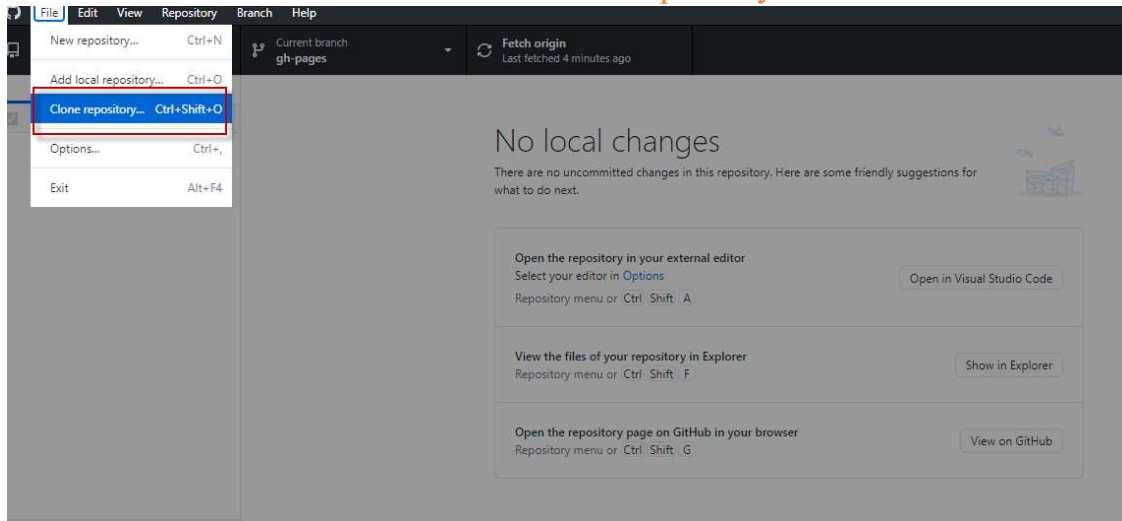 File Edit View Repository Branch Help
New repository... Ctrl+N
Add local repository... Ctrl+O
Clone repository... Ctrl+Shift+O
Options... Ctrl+,
Exit Alt+F4
Current branch
gh-pages
Fetch origin
Last fetched 4 minutes ago
No local changes
There are no uncommitted changes in this repository. Here are some friendly suggestions for
what to do next.
Open the repository in your external editor
Select your editor in Options
Repository menu or Ctrl Shift A
Open in Visual Studio Code
View the files of your repository in Explorer
Repository menu or Ctrl Shift F
Show in Explorer
Open the repository page on GitHub in your browser
Repository menu or Ctrl Shift G
View on GitHub